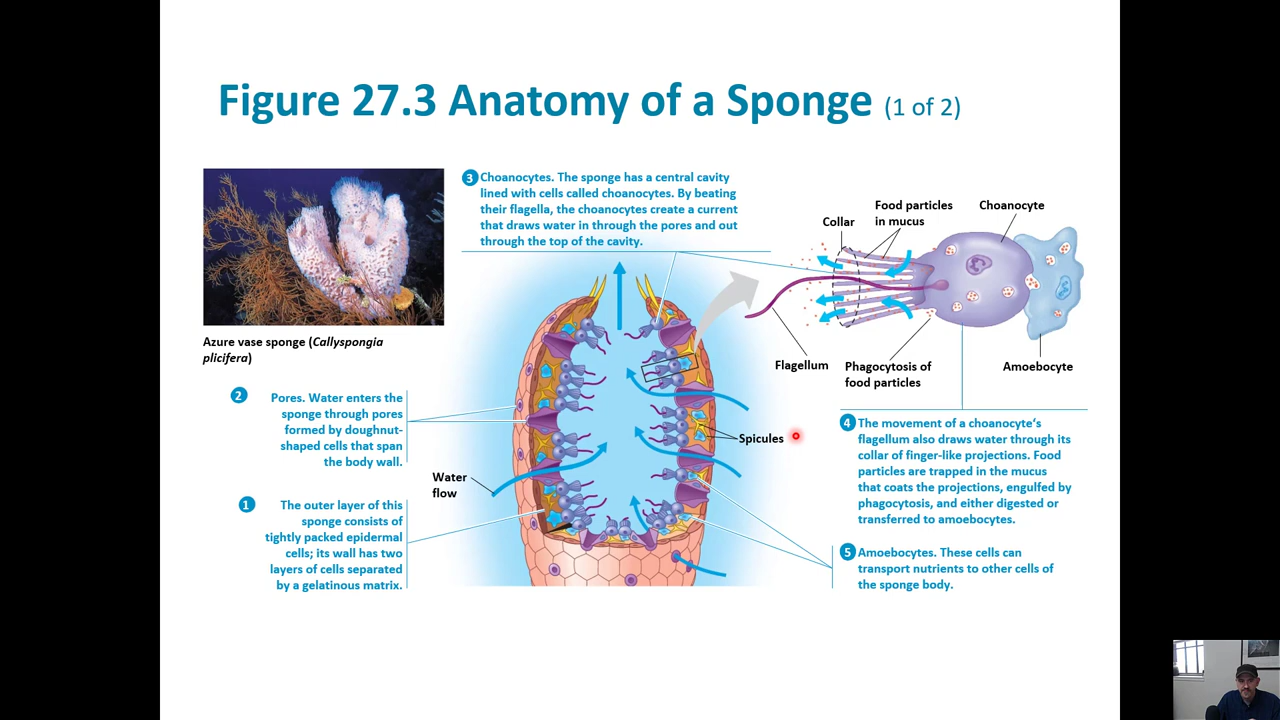 Figure 27.3 Anatomy of a Sponge (1 of 2)
Azure vase sponge (Callyspongia
plicifera)
1
The outer layer of this
sponge consists of
tightly packed epidermal
cells; its wall has two
layers of cells separated
by a gelatinous matrix.
2
Pores. Water enters the
sponge through pores
formed by doughnut-
shaped cells that span
the body wall.
Water
flow
3 Choanocytes. The sponge has a central cavity
lined with cells called choanocytes. By beating
their flagella, the choanocytes create a current
that draws water in through the pores and out
through the top of the cavity.
Spicules
Collar
Food particles
in mucus
Choanocyte
Flagellum
Phagocytosis of
food particles
Amoebocyte
4 The movement of a choanocyte's
flagellum also draws water through its
collar of finger-like projections. Food
particles are trapped in the mucus
that coats the projections, engulfed by
phagocytosis, and either digested or
transferred to amoebocytes.
5 Amoebocytes. These cells can
transport nutrients to other cells of
the sponge body.